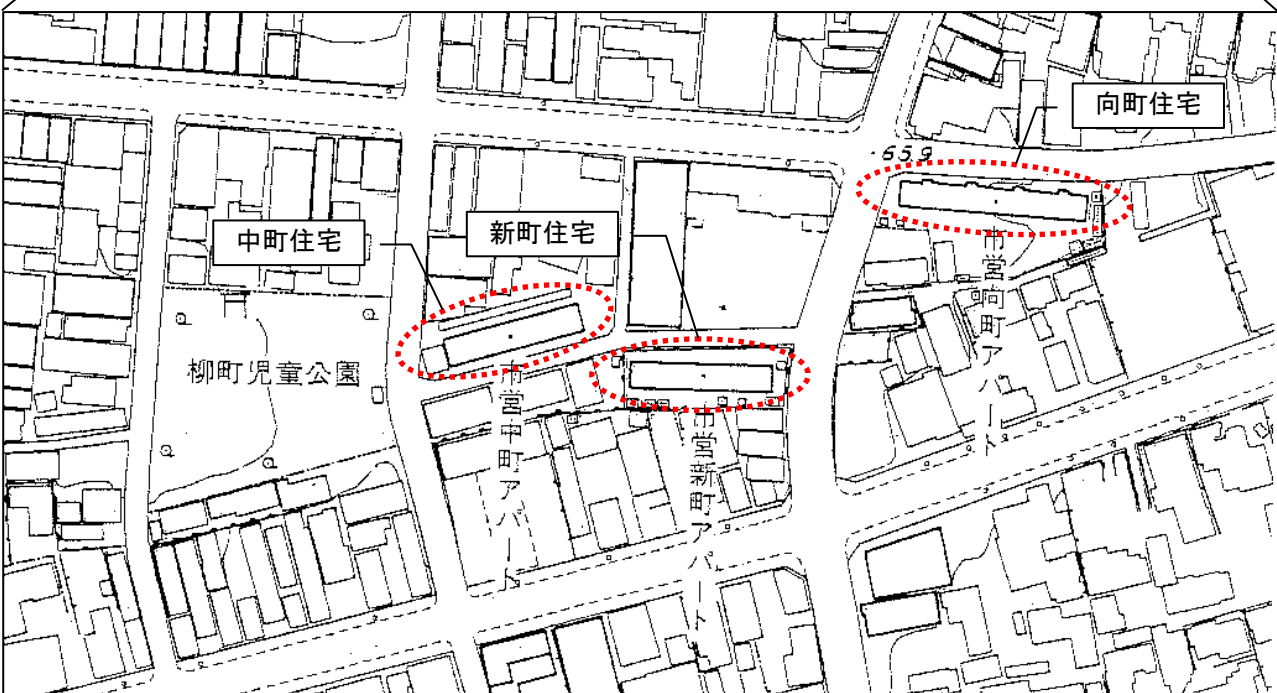 向町住宅
65.9
新町住宅
中町住宅
柳町児童公園
市営向町アパート
市営中町アパート
市営新町アパート